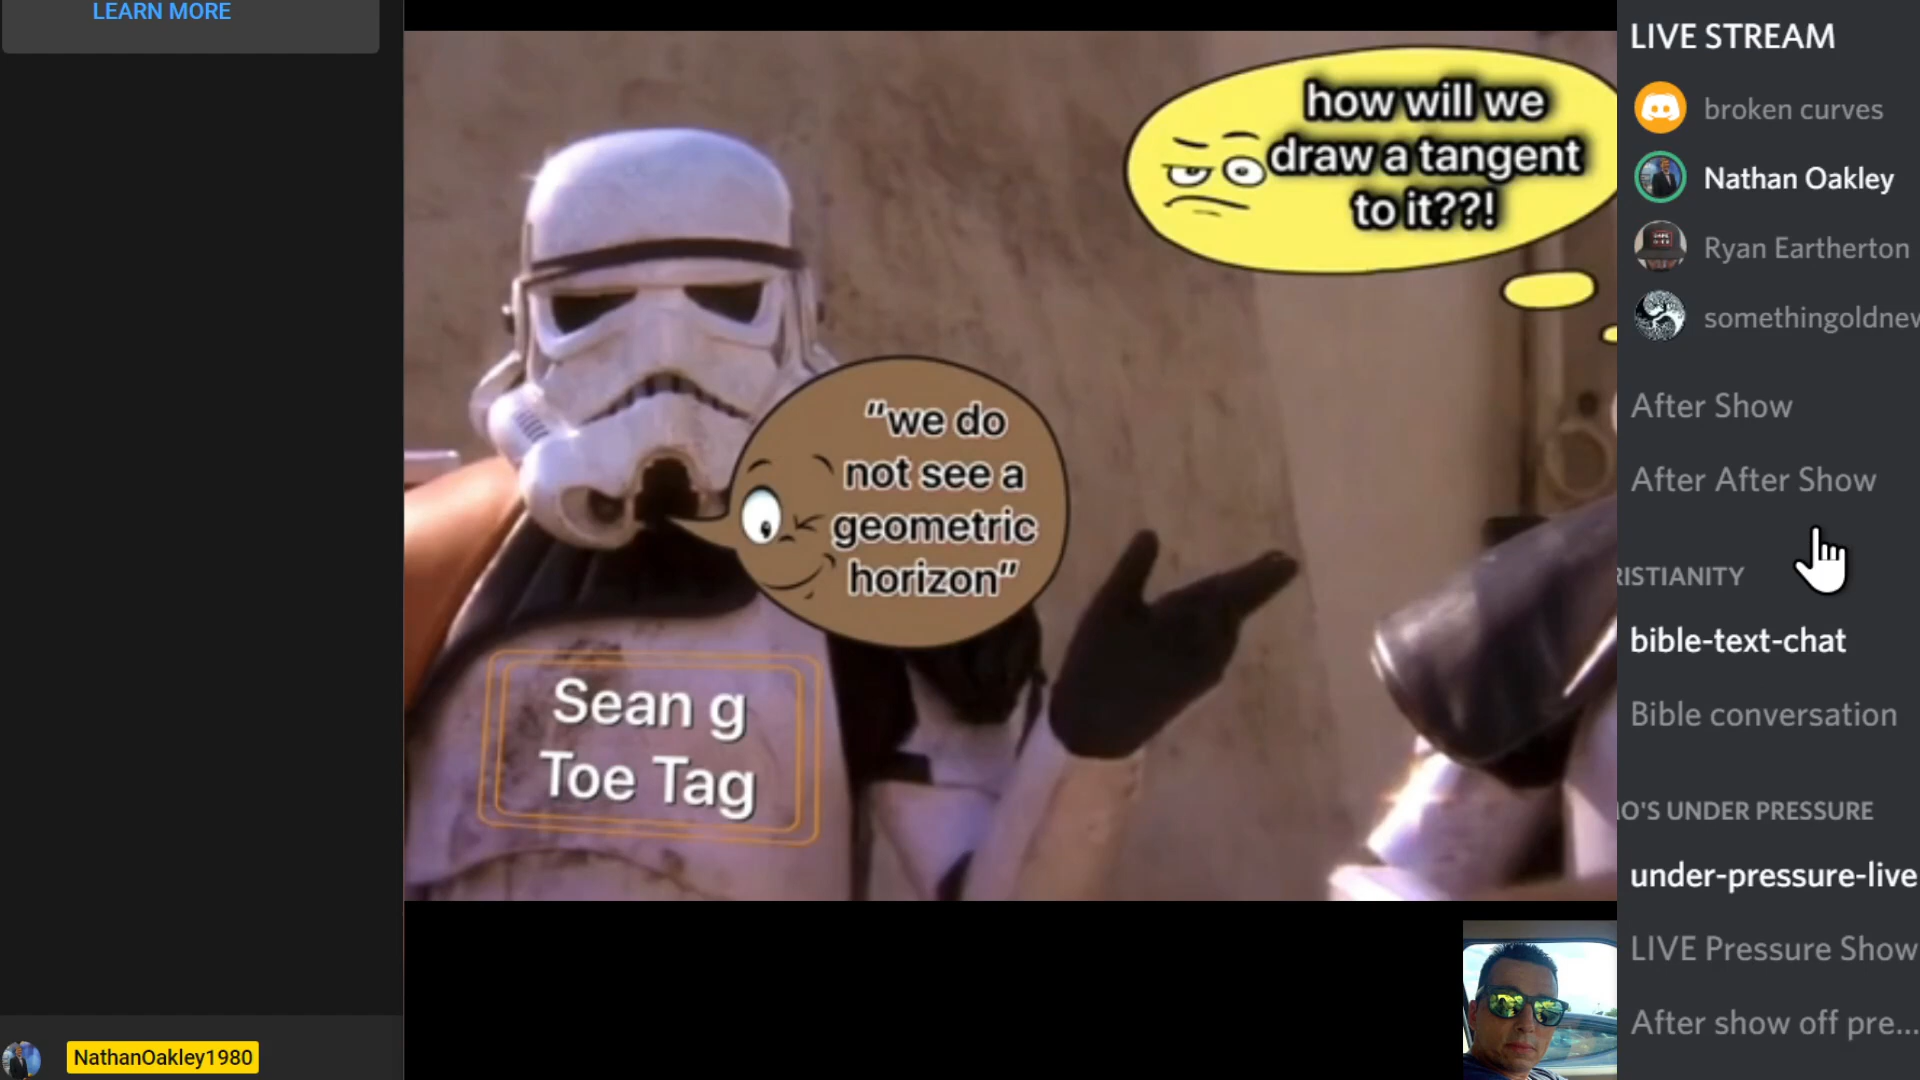 LEARN MORE
how will we
draw a tangent
to it??!
"we do
not see a
geometric
horizon"
Sean g
Toe Tag
NathanOakley1980
LIVE STREAM
broken curves
Nathan Oakley
Ryan Eartherton
somethingoldnew
After Show
After After Show
RISTIANITY
bible-text-chat
Bible conversation
IO'S UNDER PRESSURE
under-pressure-live
LIVE Pressure Show
After show off pre...